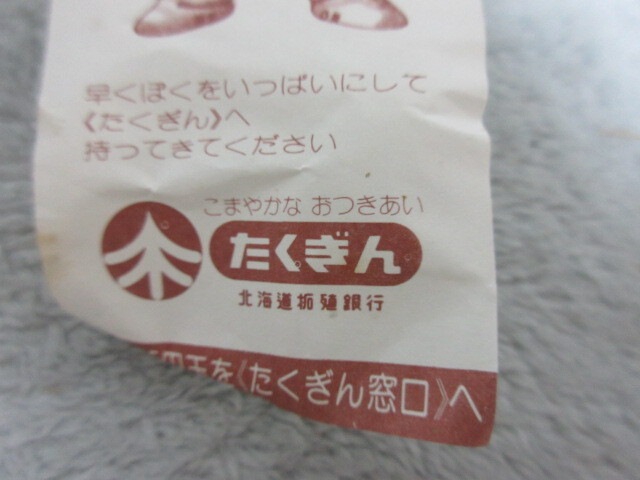 早くぼくをいっぱいにして
《たくぎん》へ
持ってきてください
こまやかな おつきあい
たくぎん
北海道拓殖銀行
を《たくぎん窓口》へ